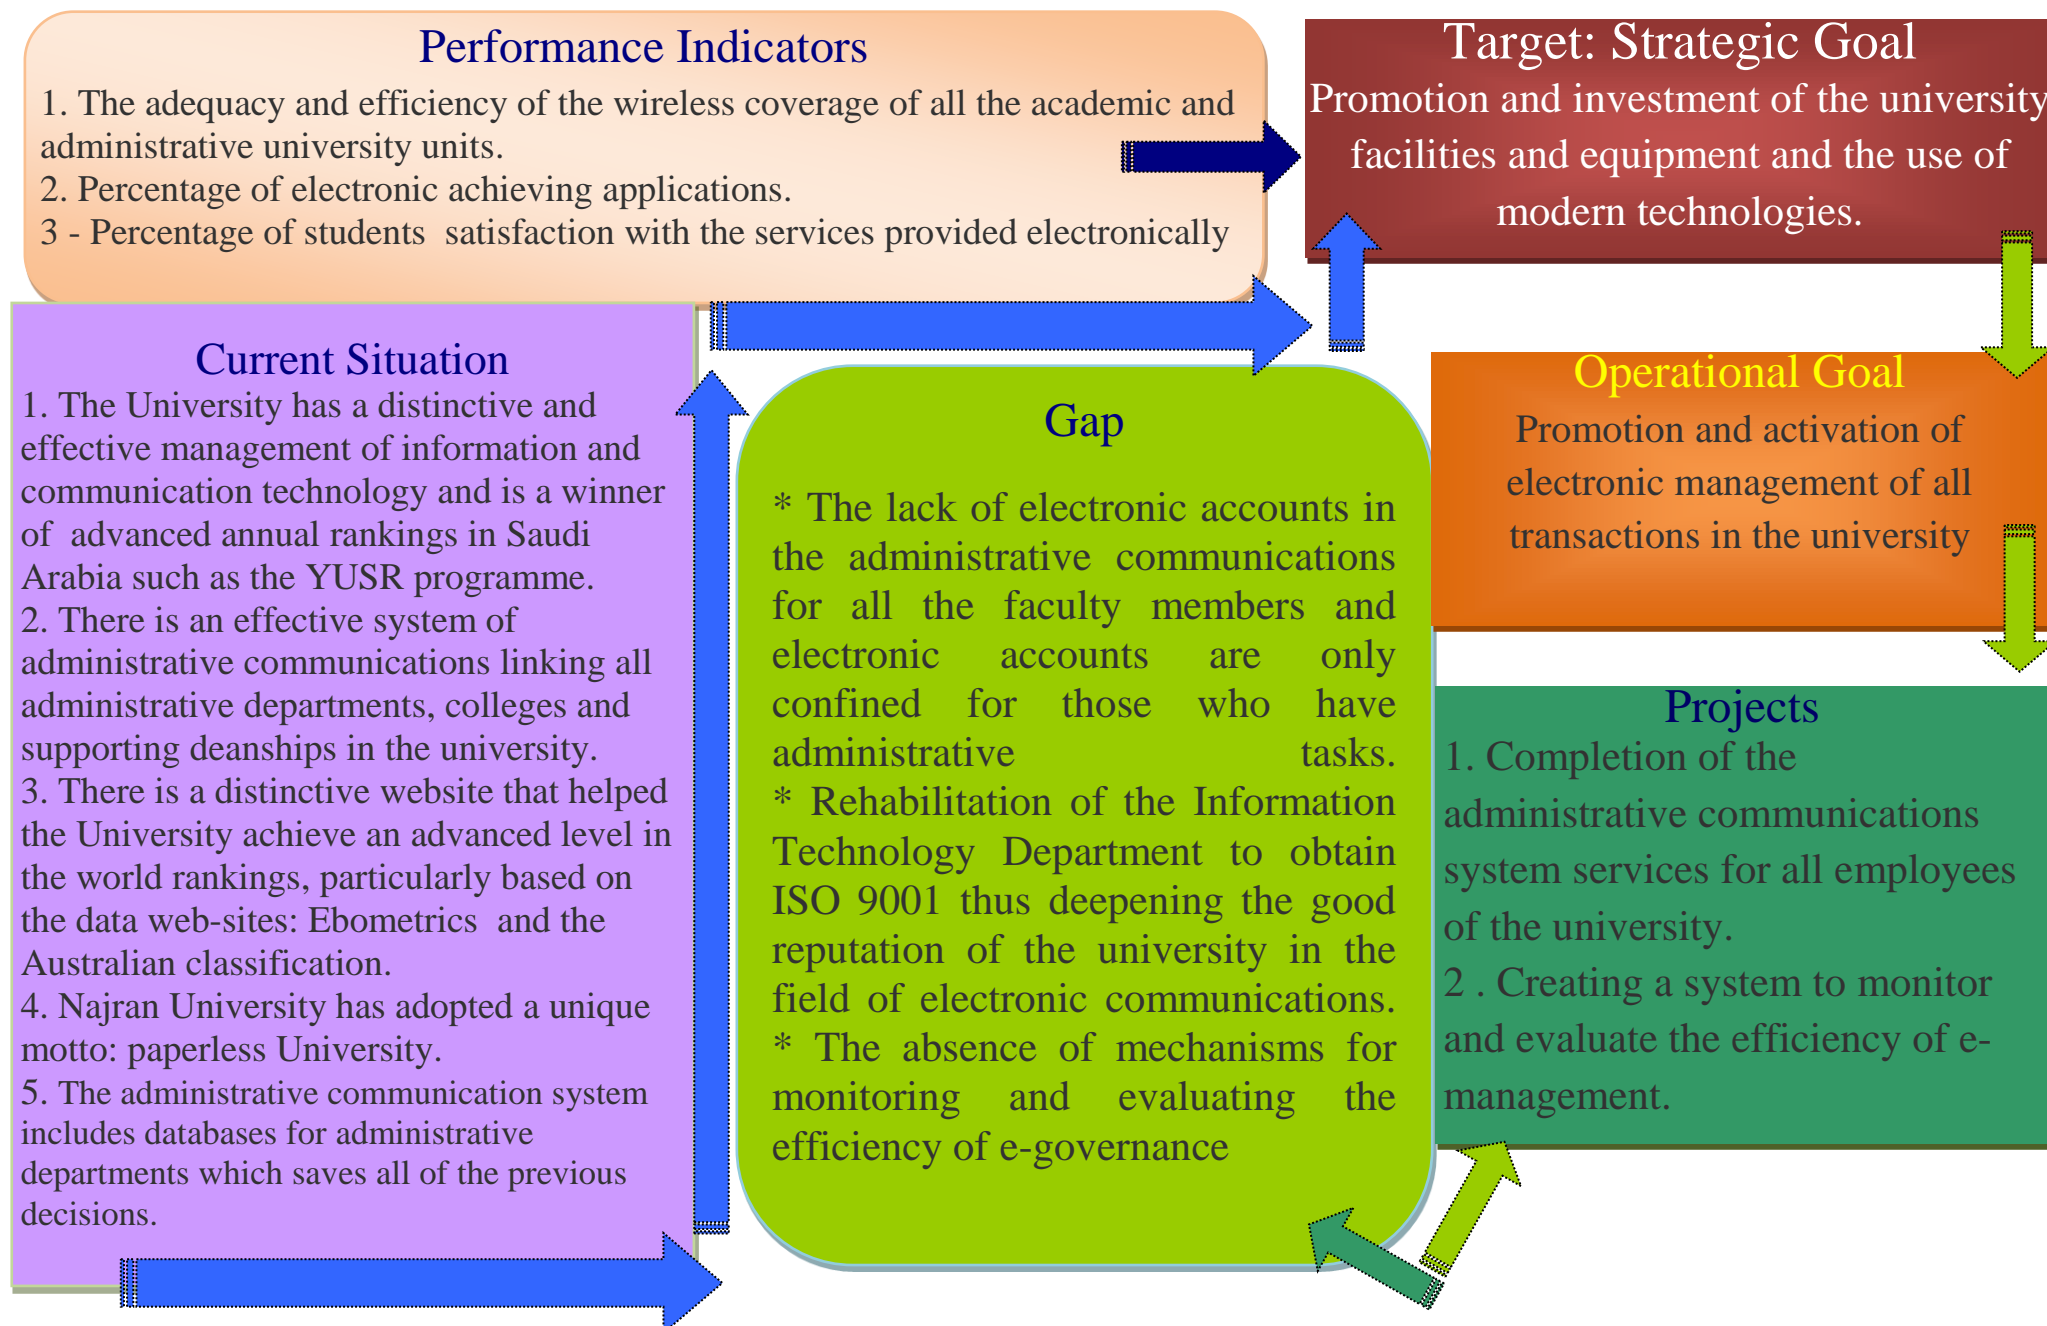 Performance Indicators
1. The adequacy and efficiency of the wireless coverage of all the academic and
administrative university units.
2. Percentage of electronic achieving applications.
3 - Percentage of students  satisfaction with the services provided electronically
Target: Strategic Goal
Promotion and investment of the university
facilities and equipment and the use of
modern technologies.
Current Situation
1. The University has a distinctive and
effective management of information and
communication technology and is a winner
of  advanced annual rankings in Saudi
Arabia such as the YUSR programme.
2. There is an effective system of
administrative communications linking all
administrative departments, colleges and
supporting deanships in the university.
3. There is a distinctive website that helped
the University achieve an advanced level in
the world rankings, particularly based on
the data web-sites: Ebometrics  and the
Australian classification.
4. Najran University has adopted a unique
motto: paperless University.
5. The administrative communication system
includes databases for administrative
departments which saves all of the previous
decisions.
Gap
* The lack of electronic accounts in
the administrative communications
for all the faculty members and
electronic accounts are only
confined for those who have
administrative tasks.
* Rehabilitation of the Information
Technology Department to obtain
ISO 9001 thus deepening the good
reputation of the university in the
field of electronic communications.
* The absence of mechanisms for
monitoring and evaluating the
efficiency of e-governance
Operational Goal
Promotion and activation of
electronic management of all
transactions in the university
Projects
1. Completion of the
administrative communications
system services for all employees
of the university.
2 . Creating a system to monitor
and evaluate the efficiency of e-
management.